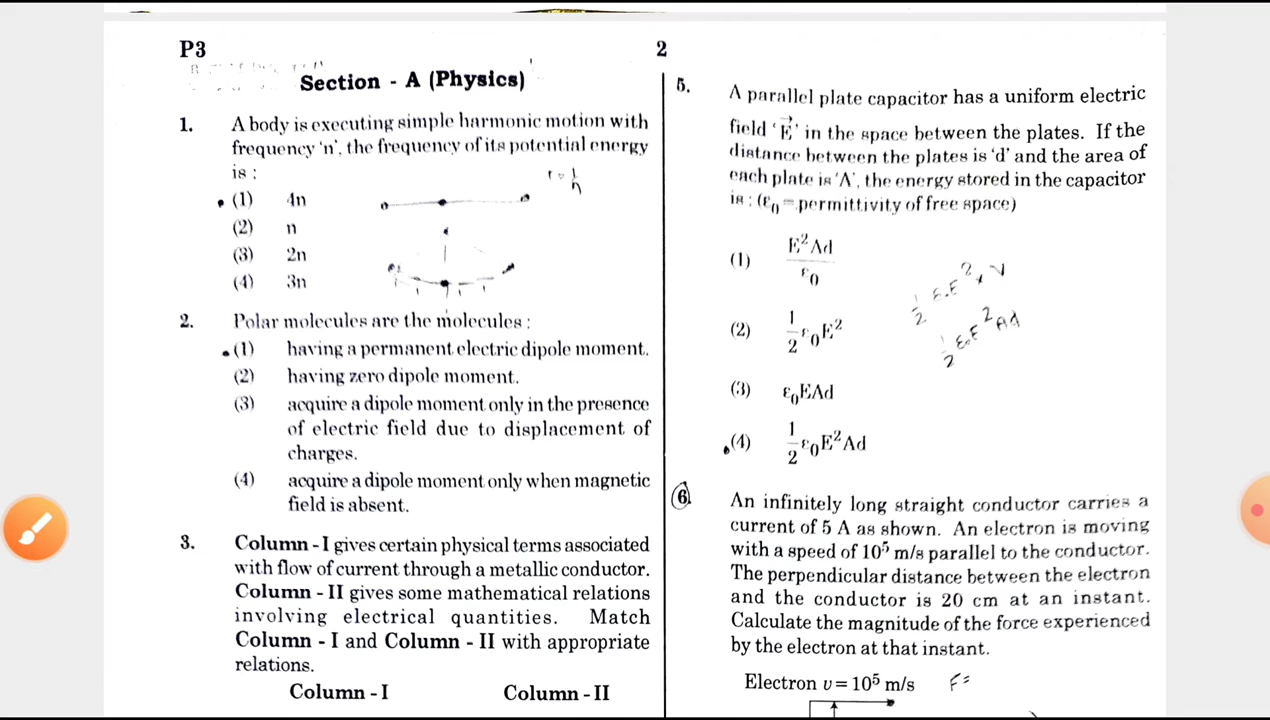 P3
2
Section - A (Physics)
1. A body is executing simple harmonic motion with
frequency 'n', the frequency of its potential energy
is :
(1) 4n
(2) n
(3) 2n
(4) 3n
2. Polar molecules are the molecules :
(1) having a permanent electric dipole moment.
(2) having zero dipole moment.
(3) acquire a dipole moment only in the presence
of electric field due to displacement of
charges.
(4) acquire a dipole moment only when magnetic
field is absent.
3. Column - I gives certain physical terms associated
with flow of current through a metallic conductor.
Column - II gives some mathematical relations
involving electrical quantities. Match
Column - I and Column - II with appropriate
relations.
Column - I Column - II
5. A parallel plate capacitor has a uniform electric
field 'E⃗' in the space between the plates. If the
distance between the plates is 'd' and the area of
each plate is 'A', the energy stored in the capacitor
is : (ε₀ = permittivity of free space)
(1) E²Ad / ε₀
(2) 1/2 ε₀E²
(3) ε₀EAd
(4) 1/2 ε₀E²Ad
1/2 ε₀E² × V
1/2 ε₀E²Ad
6. An infinitely long straight conductor carries a
current of 5 A as shown. An electron is moving
with a speed of 10⁵ m/s parallel to the conductor.
The perpendicular distance between the electron
and the conductor is 20 cm at an instant.
Calculate the magnitude of the force experienced
by the electron at that instant.
Electron υ = 10⁵ m/s F=